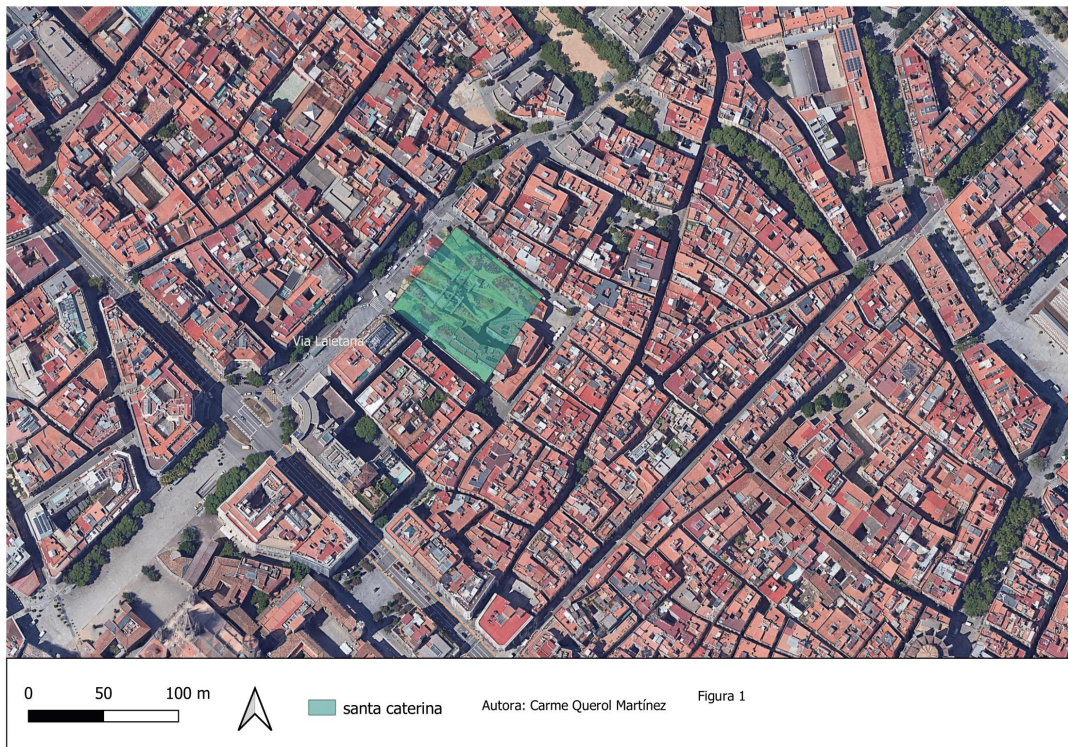 Via Laietana
0 50 100 m
santa caterina
Autora: Carme Querol Martínez
Figura 1